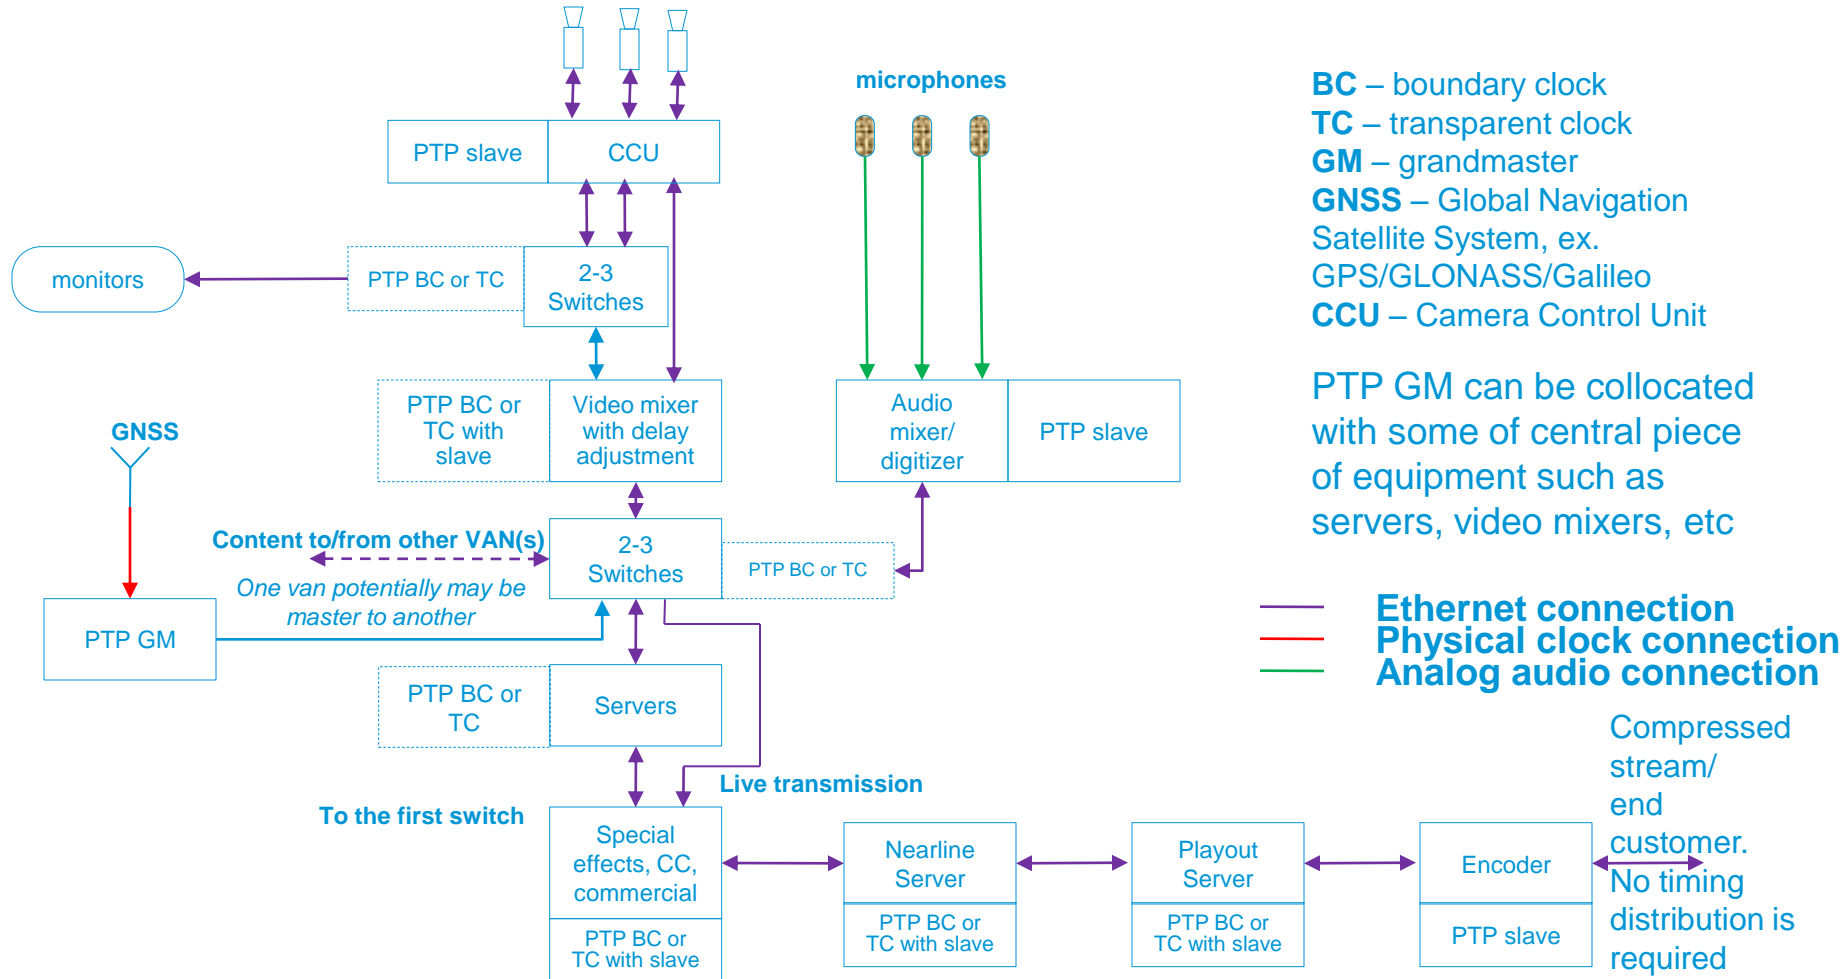 microphones
PTP slave
CCU
monitors
PTP BC or TC
2-3
Switches
PTP BC or
TC with
slave
Video mixer
with delay
adjustment
Audio
mixer/
digitizer
PTP slave
GNSS
Content to/from other VAN(s)
One van potentially may be
master to another
2-3
Switches
PTP BC or TC
PTP GM
PTP BC or
TC
Servers
To the first switch
Live transmission
Special
effects, CC,
commercial
PTP BC or
TC with slave
Nearline
Server
PTP BC or
TC with slave
Playout
Server
PTP BC or
TC with slave
Encoder
PTP slave
BC – boundary clock
TC – transparent clock
GM – grandmaster
GNSS – Global Navigation
Satellite System, ex.
GPS/GLONASS/Galileo
CCU – Camera Control Unit
PTP GM can be collocated
with some of central piece
of equipment such as
servers, video mixers, etc
Ethernet connection
Physical clock connection
Analog audio connection
Compressed
stream/
end
customer.
No timing
distribution is
required